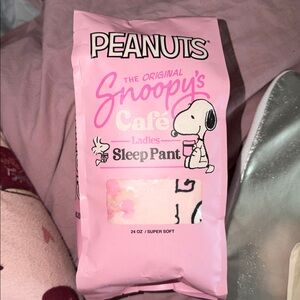 PEANUTS
THE ORIGINAL
Snoopy's
Café
Ladies
Sleep Pant
24 OZ / SUPER SOFT